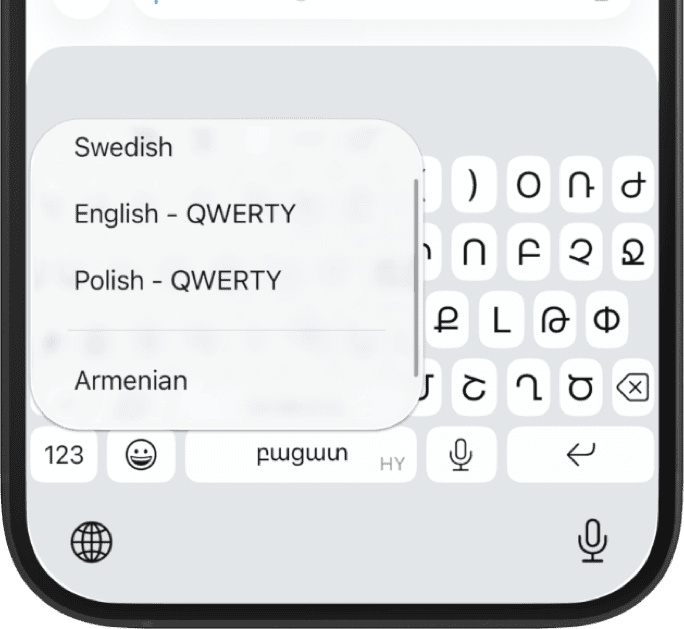 Swedish
English - QWERTY
Polish - QWERTY
Armenian
) Օ Ռ Ժ
Ո Բ Չ Ջ
Ք Լ Թ Փ
Շ Ղ Ծ
123 բացատ HY